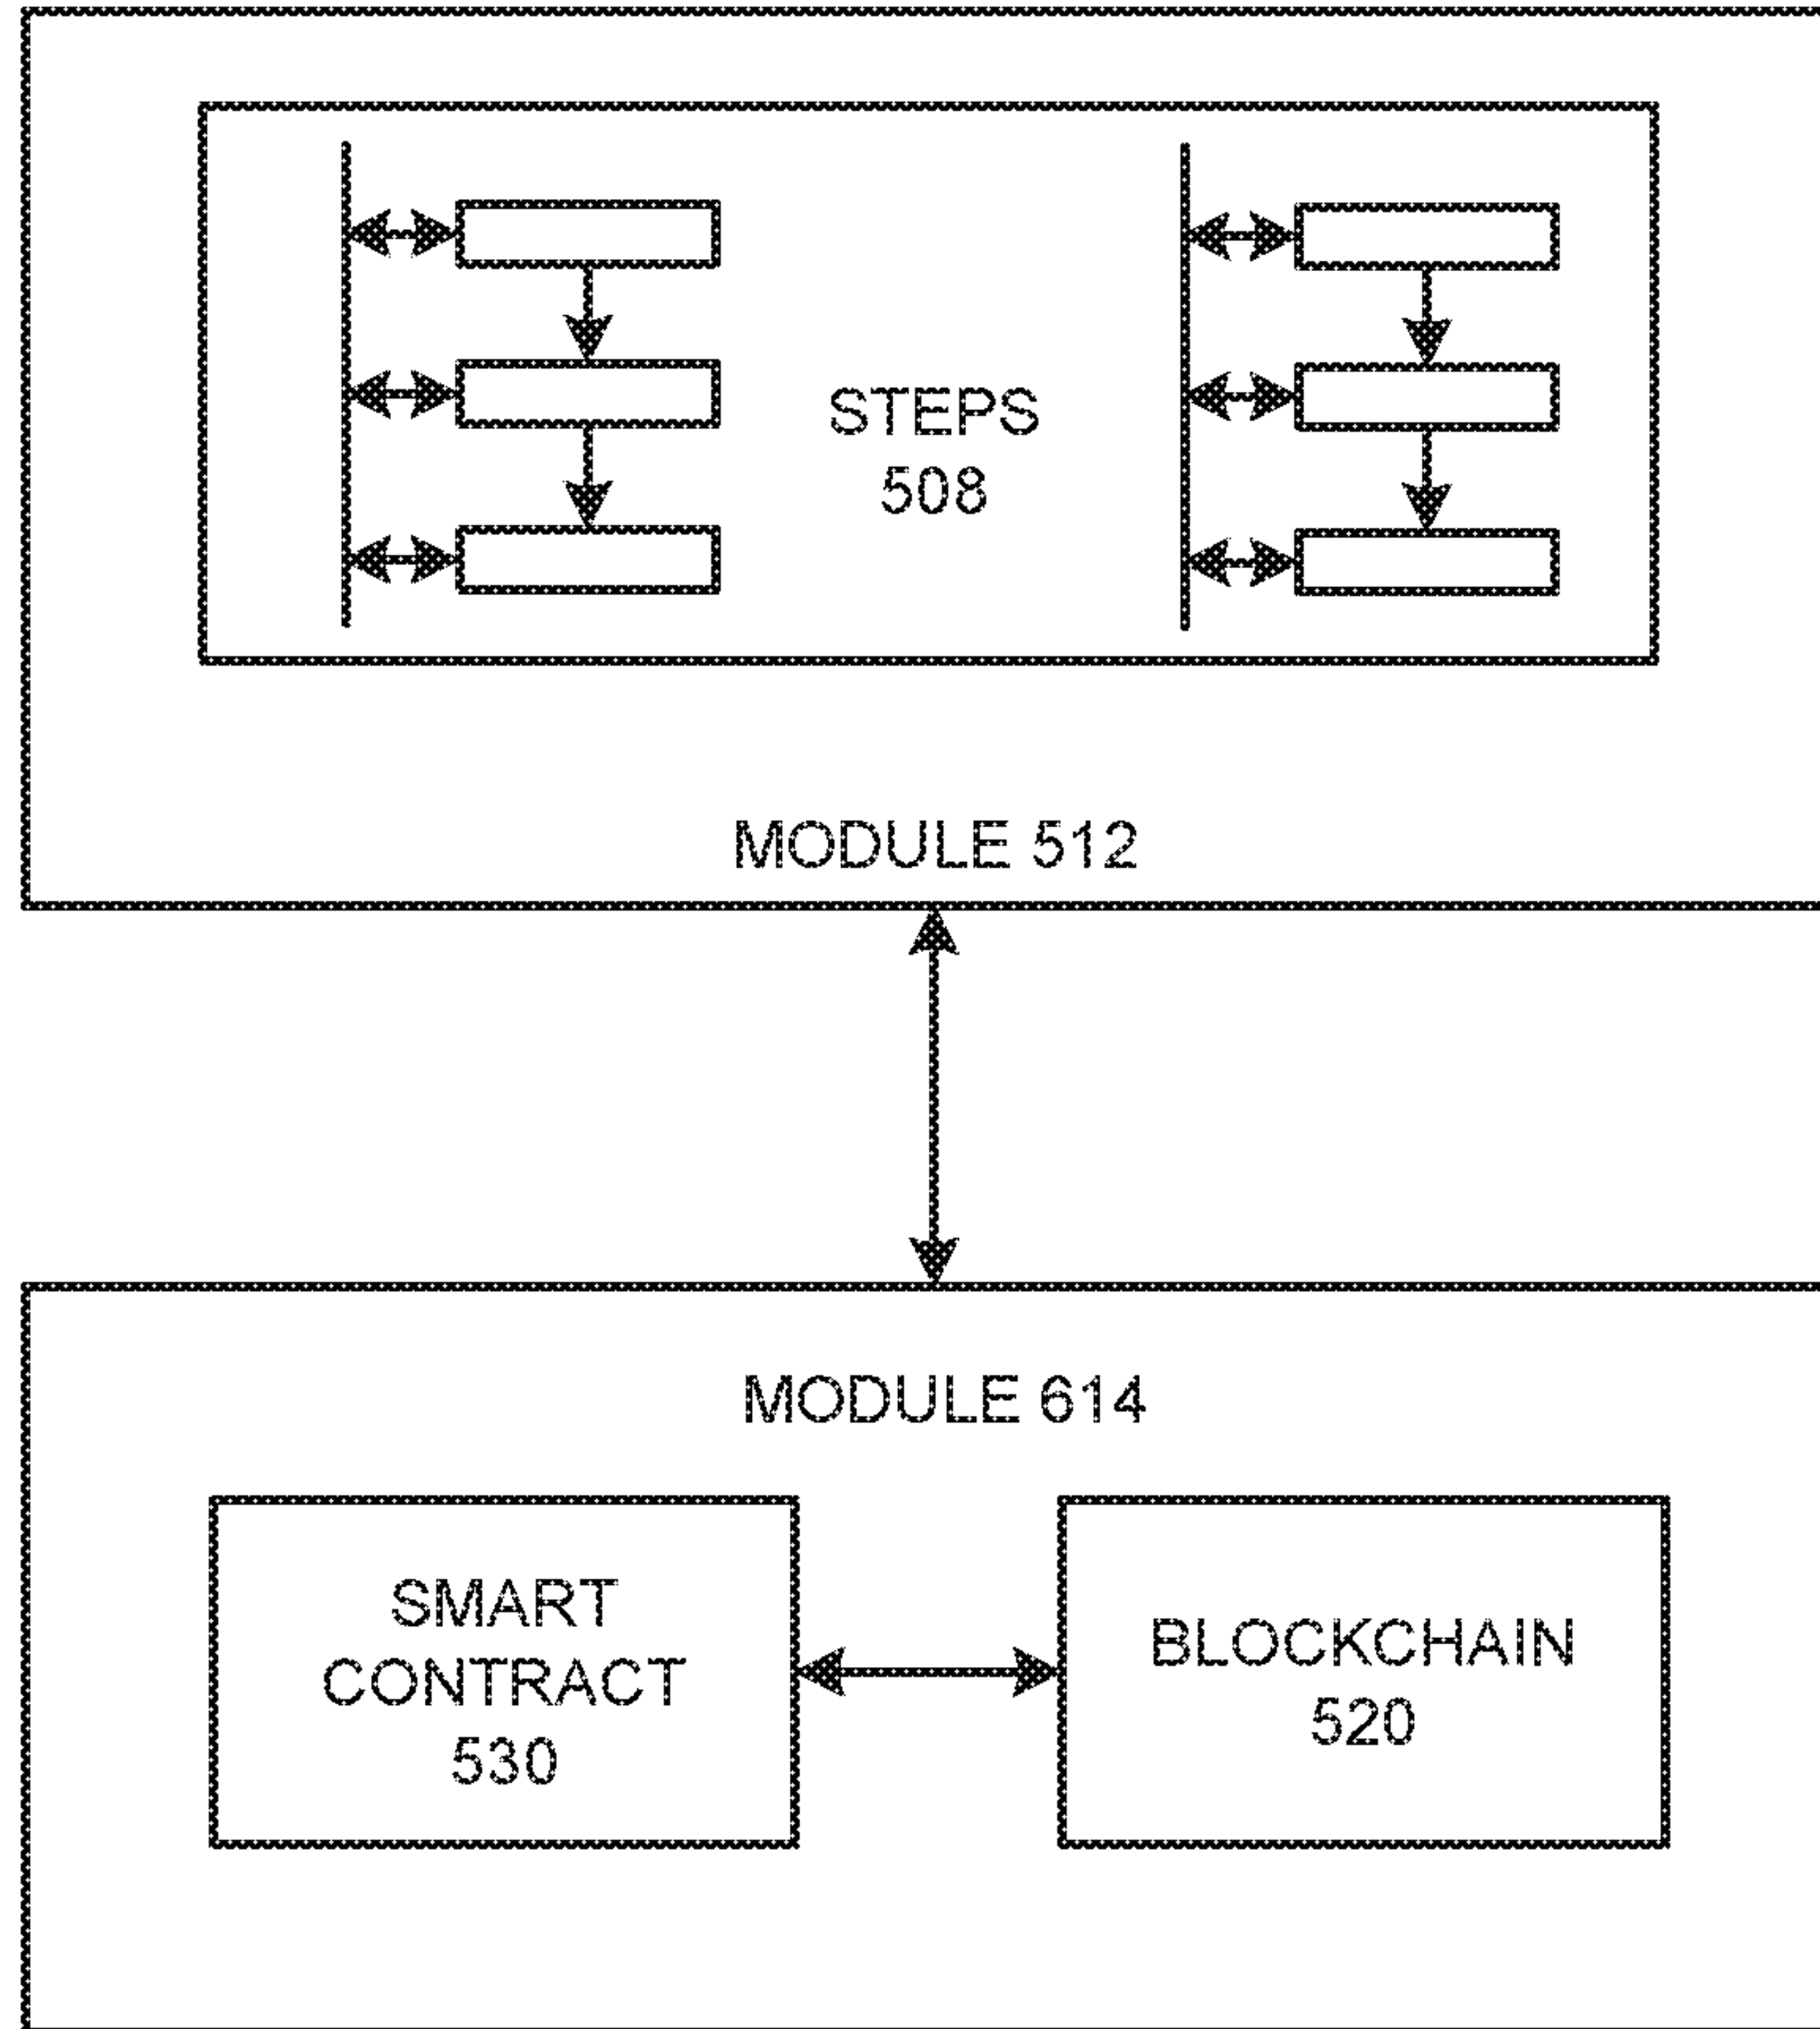 STEPS
508
MODULE 512
MODULE 614
SMART
CONTRACT
530
BLOCKCHAIN
520